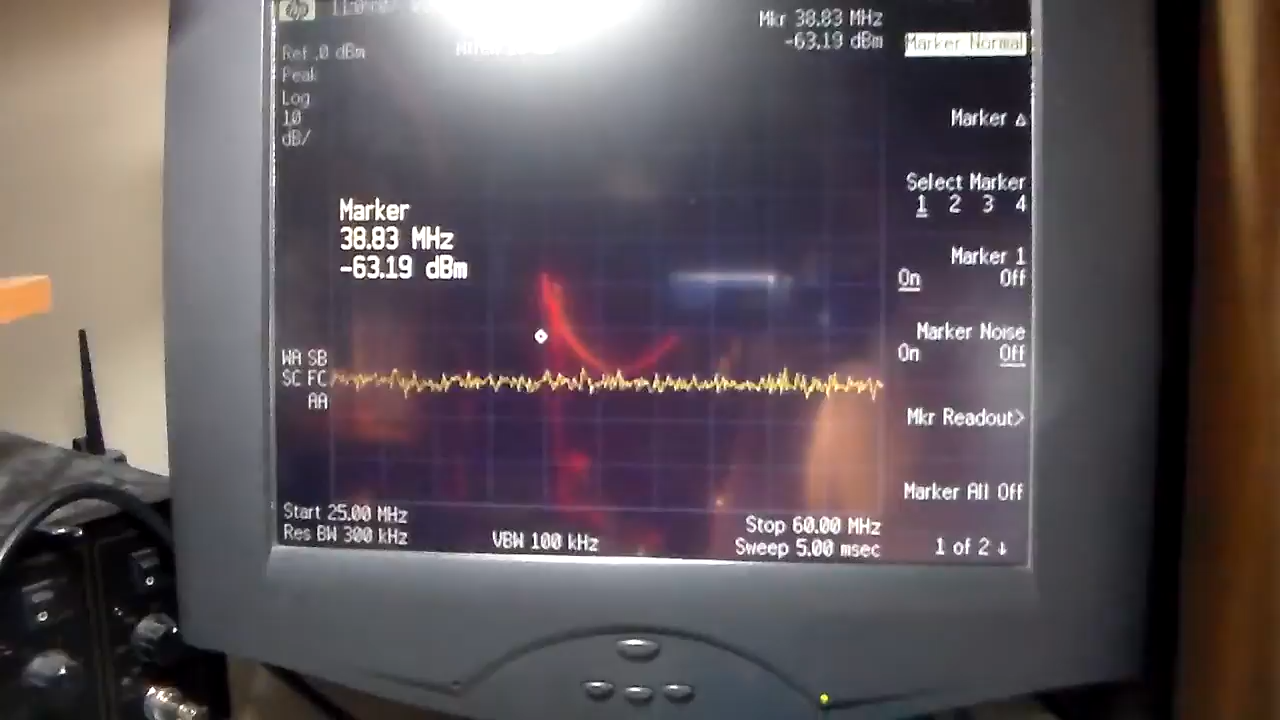 hp
Mkr 38.83 MHz
Ref 0 dBm
-63.19 dBm
Marker Normal
Peak
Log
10
dB/
Marker Δ
Select Marker
1 2 3 4
Marker
38.83 MHz
-63.19 dBm
Marker 1
On Off
Marker Noise
On Off
WA SB
SC FC
AA
Mkr Readout>
Marker All Off
Start 25.00 MHz
Stop 60.00 MHz
Res BW 300 kHz
VBW 100 kHz
Sweep 5.00 msec
1 of 2 ↓